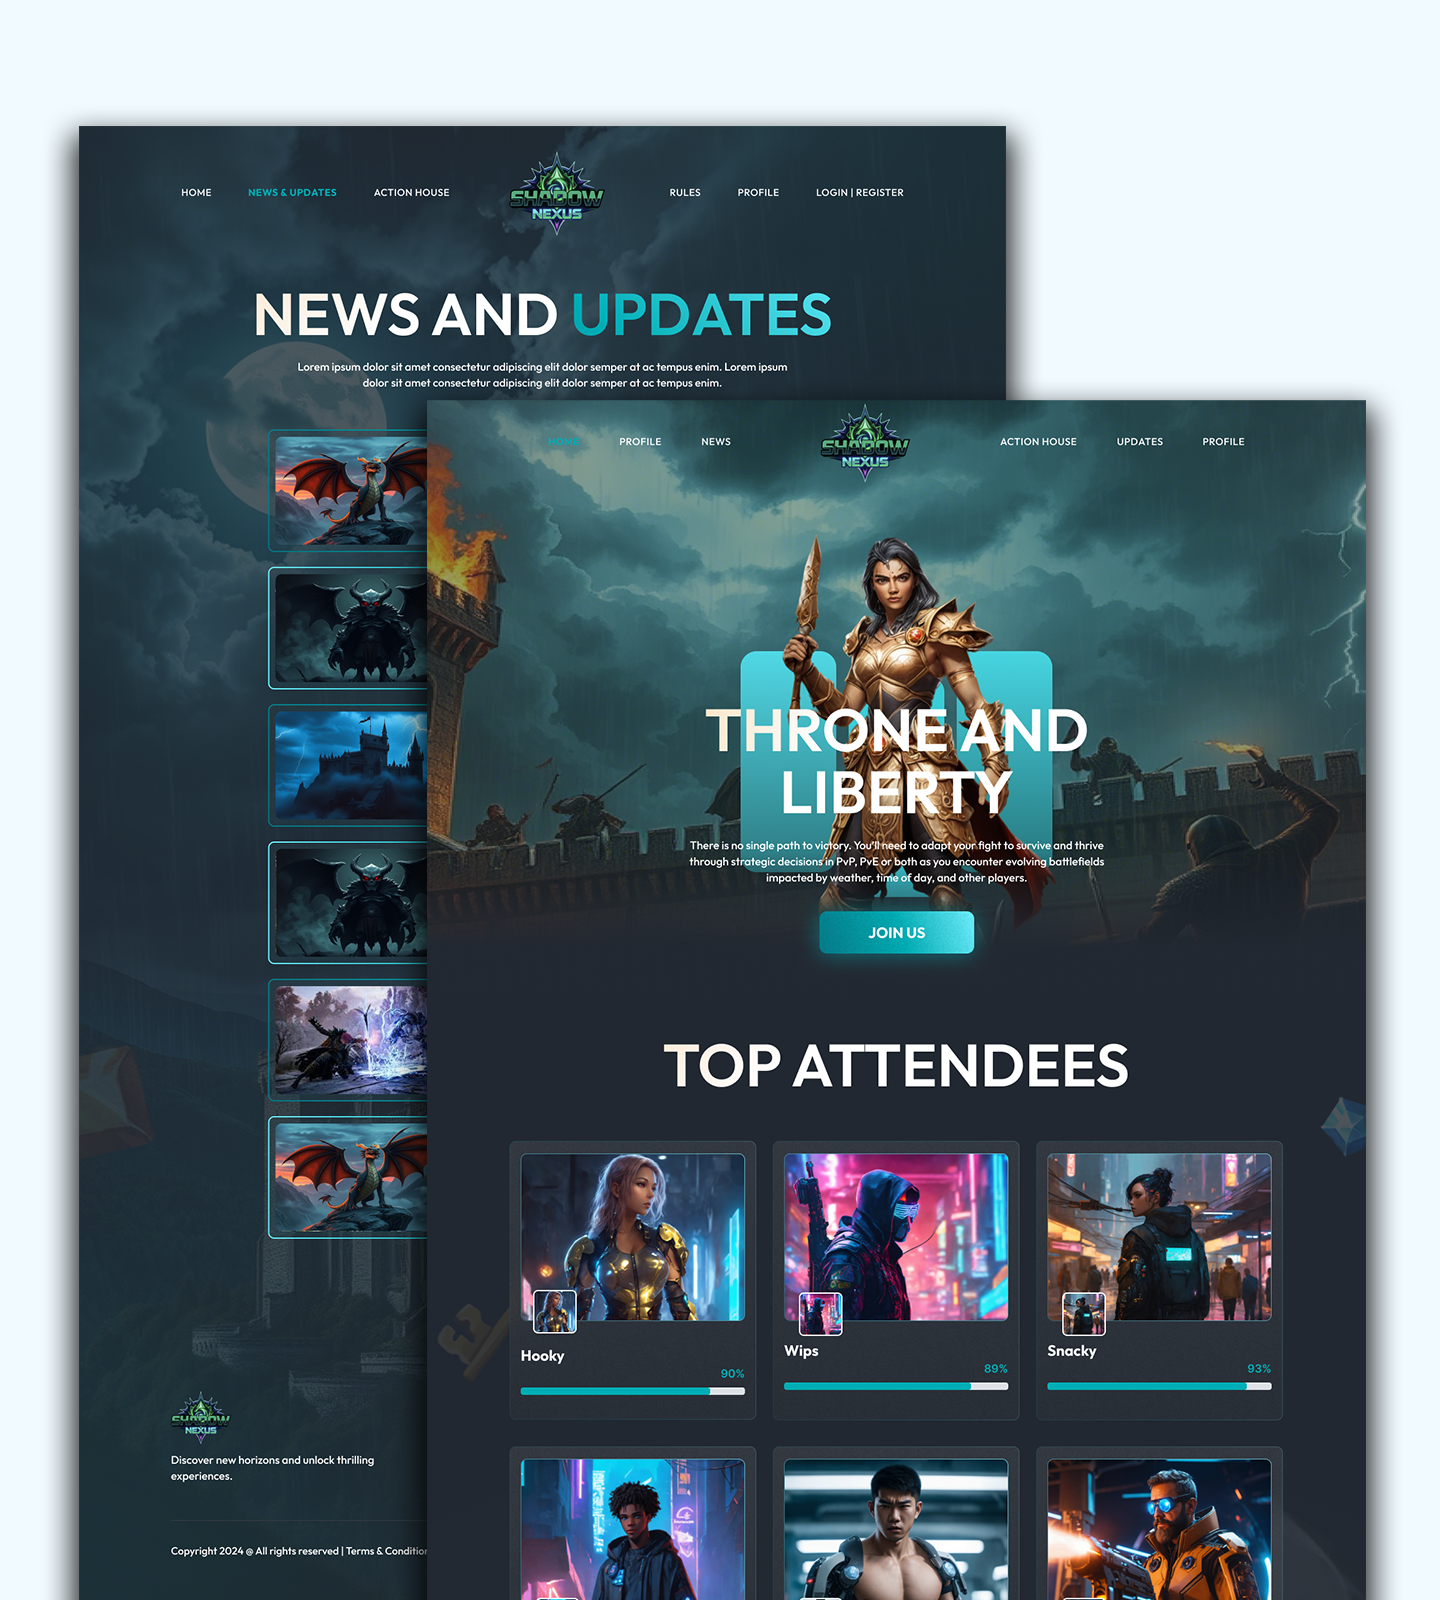 HOME
NEWS & UPDATES
ACTION HOUSE
SHADOW
NEXUS
RULES
PROFILE
LOGIN | REGISTER
NEWS AND UPDATES
Lorem ipsum dolor sit amet consectetur adipiscing elit dolor semper at ac tempus enim. Lorem ipsum
dolor sit amet consectetur adipiscing elit dolor semper at ac tempus enim.
SHADOW
NEXUS
Discover new horizons and unlock thrilling
experiences.
Copyright 2024 @ All rights reserved | Terms & Condition
HOME
PROFILE
NEWS
SHADOW
NEXUS
ACTION HOUSE
UPDATES
PROFILE
THRONE AND
LIBERTY
There is no single path to victory. You'll need to adapt your fight to survive and thrive
through strategic decisions in PvP, PvE or both as you encounter evolving battlefields
impacted by weather, time of day, and other players.
JOIN US
TOP ATTENDEES
Hooky
90%
Wips
89%
Snacky
93%